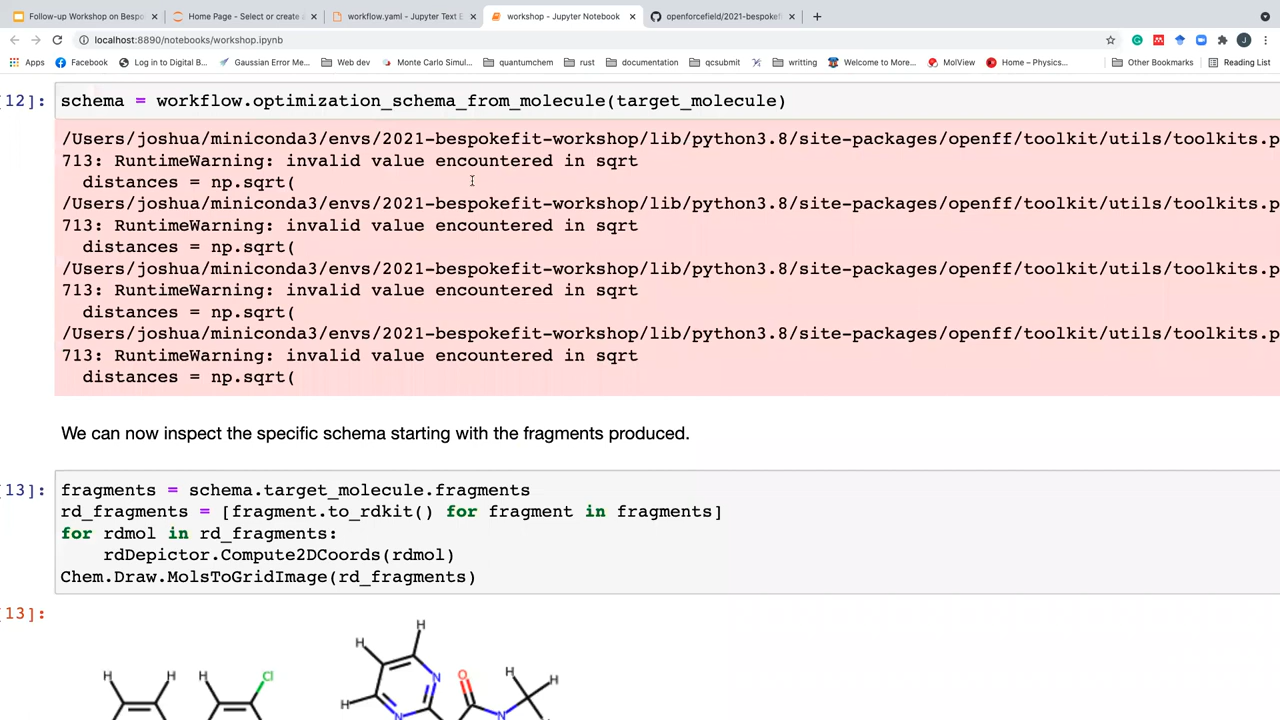 Follow-up Workshop on Bespo
Home Page - Select or create a
workflow.yaml - Jupyter Text E
workshop - Jupyter Notebook
openforcefield/2021-bespokef
localhost:8890/notebooks/workshop.ipynb
J
Apps
Facebook
Log in to Digital B...
Gaussian Error Me...
Web dev
Monte Carlo Simul...
quantumchem
rust
documentation
qcsubmit
writting
Welcome to More...
MolView
Home – Physics...
Other Bookmarks
Reading List
[12]: schema = workflow.optimization_schema_from_molecule(target_molecule)
/Users/joshua/miniconda3/envs/2021-bespokefit-workshop/lib/python3.8/site-packages/openff/toolkit/utils/toolkits.p
713: RuntimeWarning: invalid value encountered in sqrt
distances = np.sqrt(
/Users/joshua/miniconda3/envs/2021-bespokefit-workshop/lib/python3.8/site-packages/openff/toolkit/utils/toolkits.p
713: RuntimeWarning: invalid value encountered in sqrt
distances = np.sqrt(
/Users/joshua/miniconda3/envs/2021-bespokefit-workshop/lib/python3.8/site-packages/openff/toolkit/utils/toolkits.p
713: RuntimeWarning: invalid value encountered in sqrt
distances = np.sqrt(
/Users/joshua/miniconda3/envs/2021-bespokefit-workshop/lib/python3.8/site-packages/openff/toolkit/utils/toolkits.p
713: RuntimeWarning: invalid value encountered in sqrt
distances = np.sqrt(
We can now inspect the specific schema starting with the fragments produced.
[13]: fragments = schema.target_molecule.fragments
rd_fragments = [fragment.to_rdkit() for fragment in fragments]
for rdmol in rd_fragments:
rdDepictor.Compute2DCoords(rdmol)
Chem.Draw.MolsToGridImage(rd_fragments)
[13]:
H
H
H H H Cl N O H H
H N N